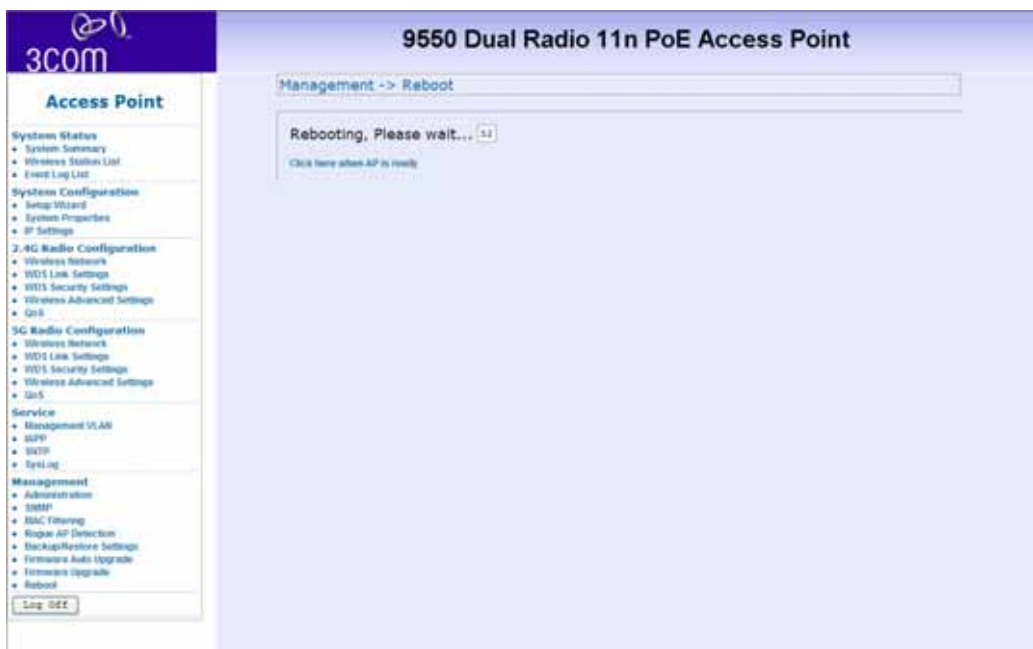 3COM
9550 Dual Radio 11n PoE Access Point
Access Point
System Status
System Summary
Wireless Station List
Event Log List
System Configuration
Setup Wizard
System Properties
IP Settings
2.4G Radio Configuration
Wireless Network
WDS Link Settings
WDS Security Settings
Wireless Advanced Settings
QoS
5G Radio Configuration
Wireless Network
WDS Link Settings
WDS Security Settings
Wireless Advanced Settings
QoS
Service
Management VLAN
IAPP
SNTP
SysLog
Management
Administration
SNMP
MAC Filtering
Rogue AP Detection
Backup/Restore Settings
Firmware Auto Upgrade
Firmware Upgrade
Reboot
Log Off
Management -> Reboot
Rebooting, Please wait...
Click here when AP is ready